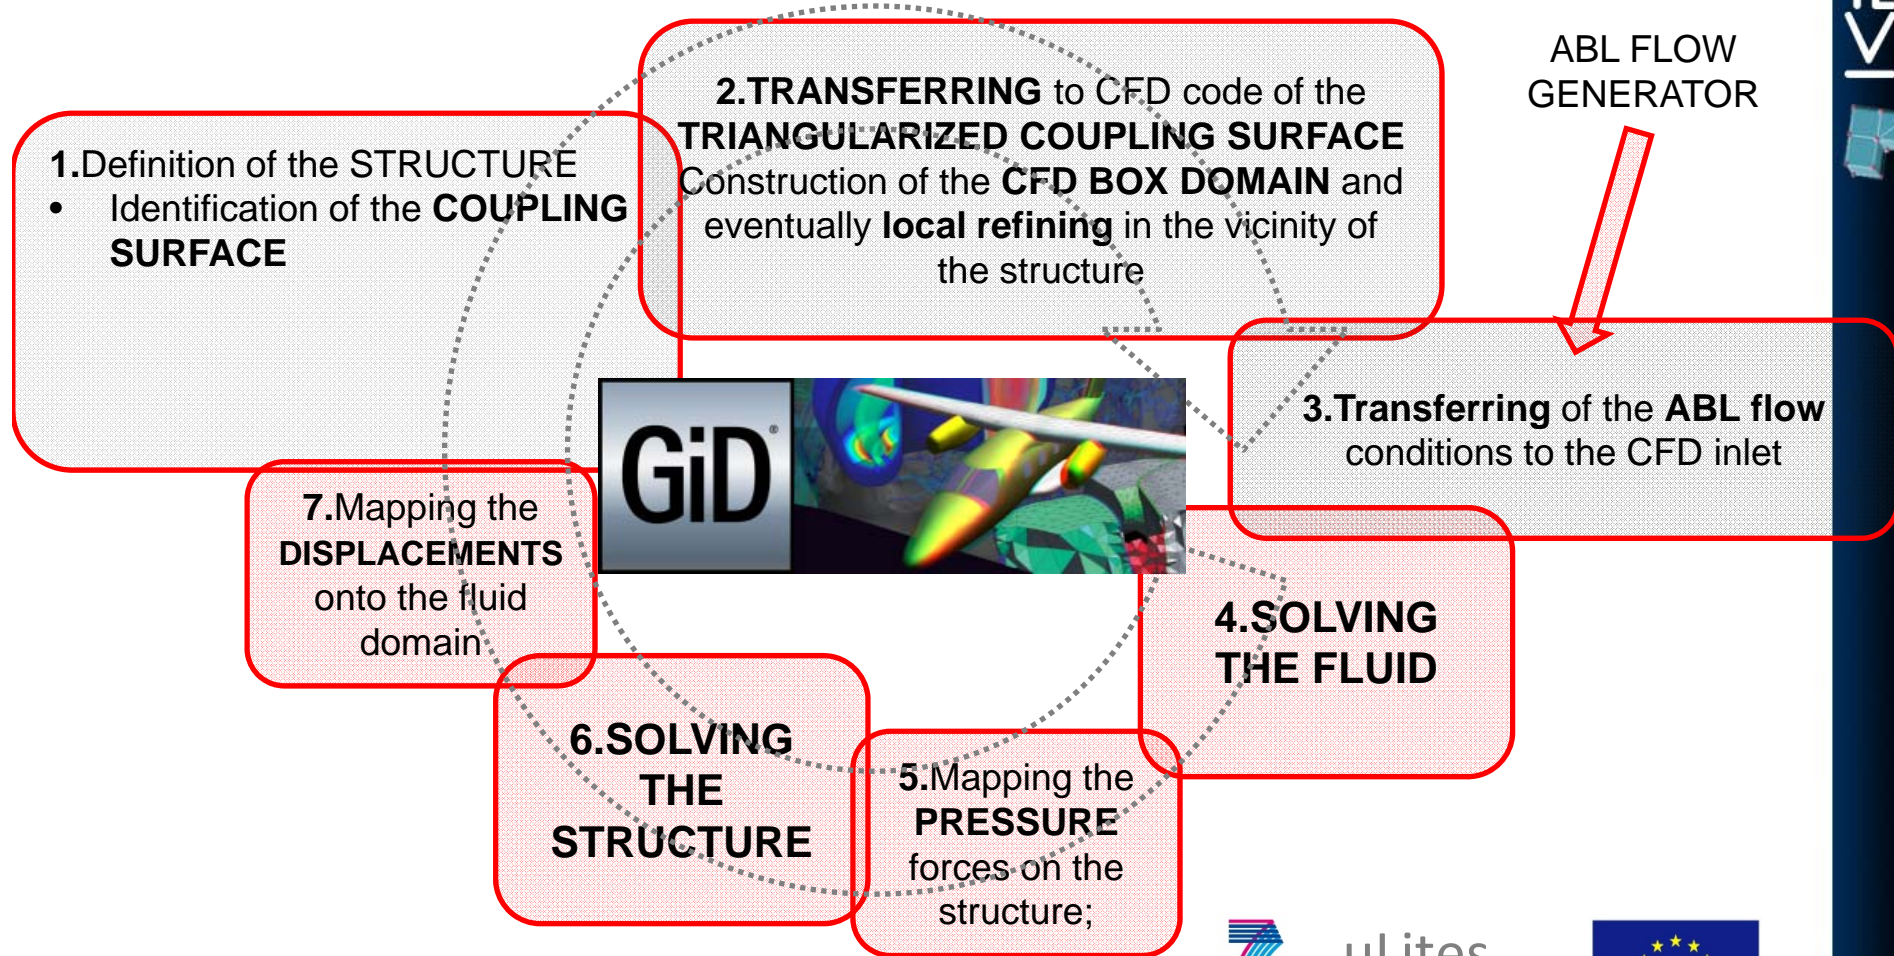 1.Definition of the STRUCTURE
• Identification of the COUPLING
SURFACE
2.TRANSFERRING to CFD code of the
TRIANGULARIZED COUPLING SURFACE
Construction of the CFD BOX DOMAIN and
eventually local refining in the vicinity of
the structure
ABL FLOW
GENERATOR
3.Transferring of the ABL flow
conditions to the CFD inlet
GiD®
4.SOLVING
THE FLUID
5.Mapping the
PRESSURE
forces on the
structure;
6.SOLVING
THE
STRUCTURE
7.Mapping the
DISPLACEMENTS
onto the fluid
domain
uLites